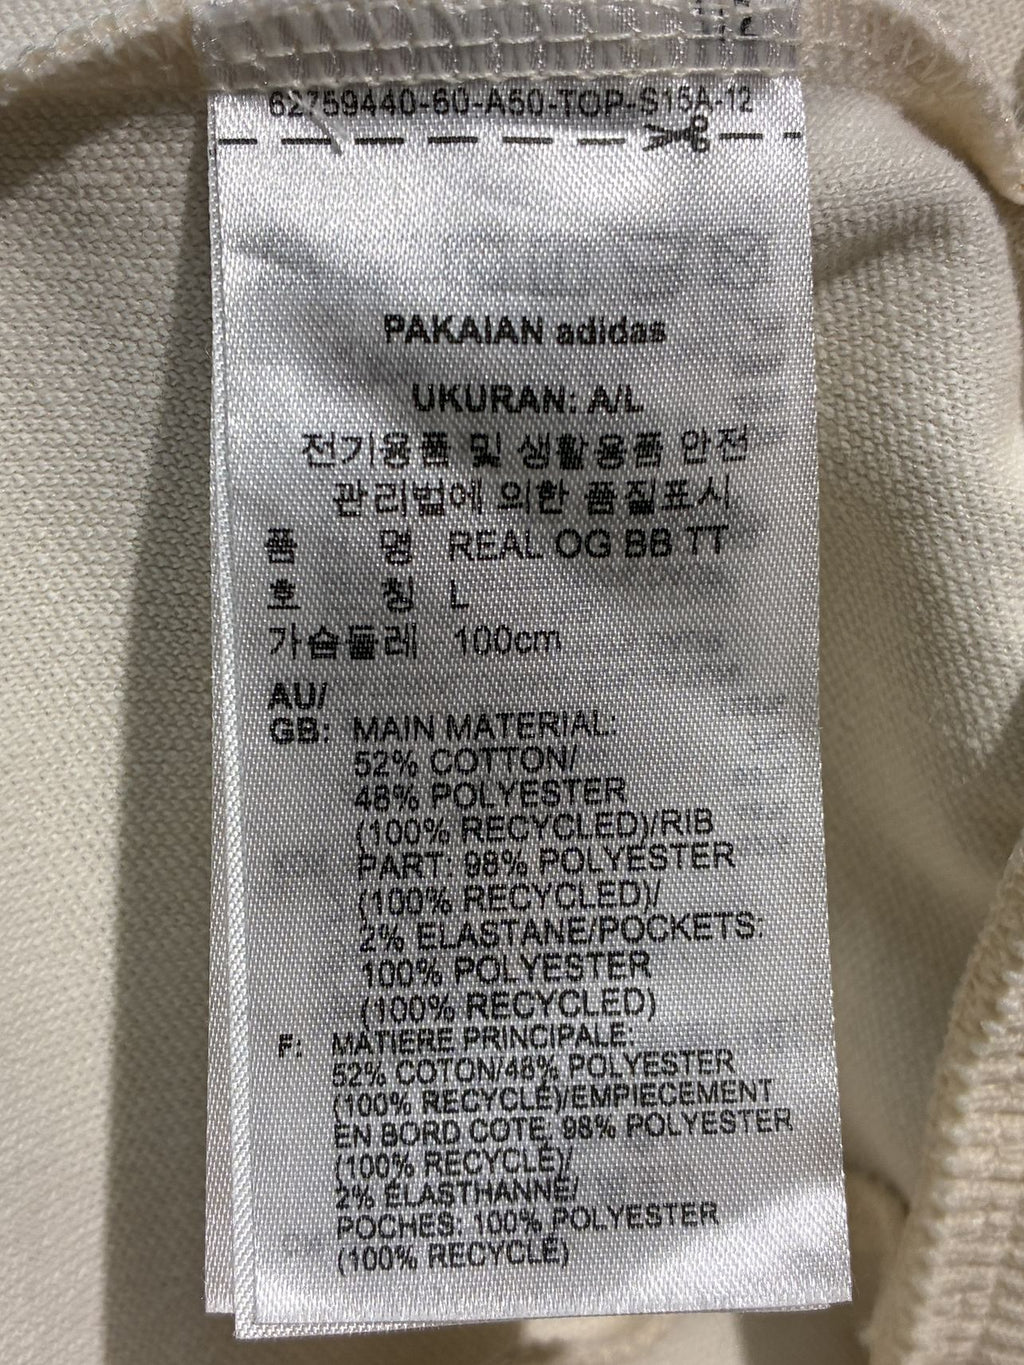 62759440-60-A50-TOP-S15A-12
PAKAIAN adidas
UKURAN: A/L
전기용품 및 생활용품 안전
관리법에 의한 품질표시
품 명 REAL OG BB TT
호 칭 L
가슴둘레 100cm
AU/
GB: MAIN MATERIAL:
52% COTTON/
48% POLYESTER
(100% RECYCLED)/RIB
PART: 98% POLYESTER
(100% RECYCLED)/
2% ELASTANE/POCKETS:
100% POLYESTER
(100% RECYCLED)
F: MATIÈRE PRINCIPALE:
52% COTON/48% POLYESTER
(100% RECYCLÉ)/EMPIÈCEMENT
EN BORD CÔTE: 98% POLYESTER
(100% RECYCLÉ)/
2% ÉLASTHANNE/
POCHES: 100% POLYESTER
(100% RECYCLÉ)